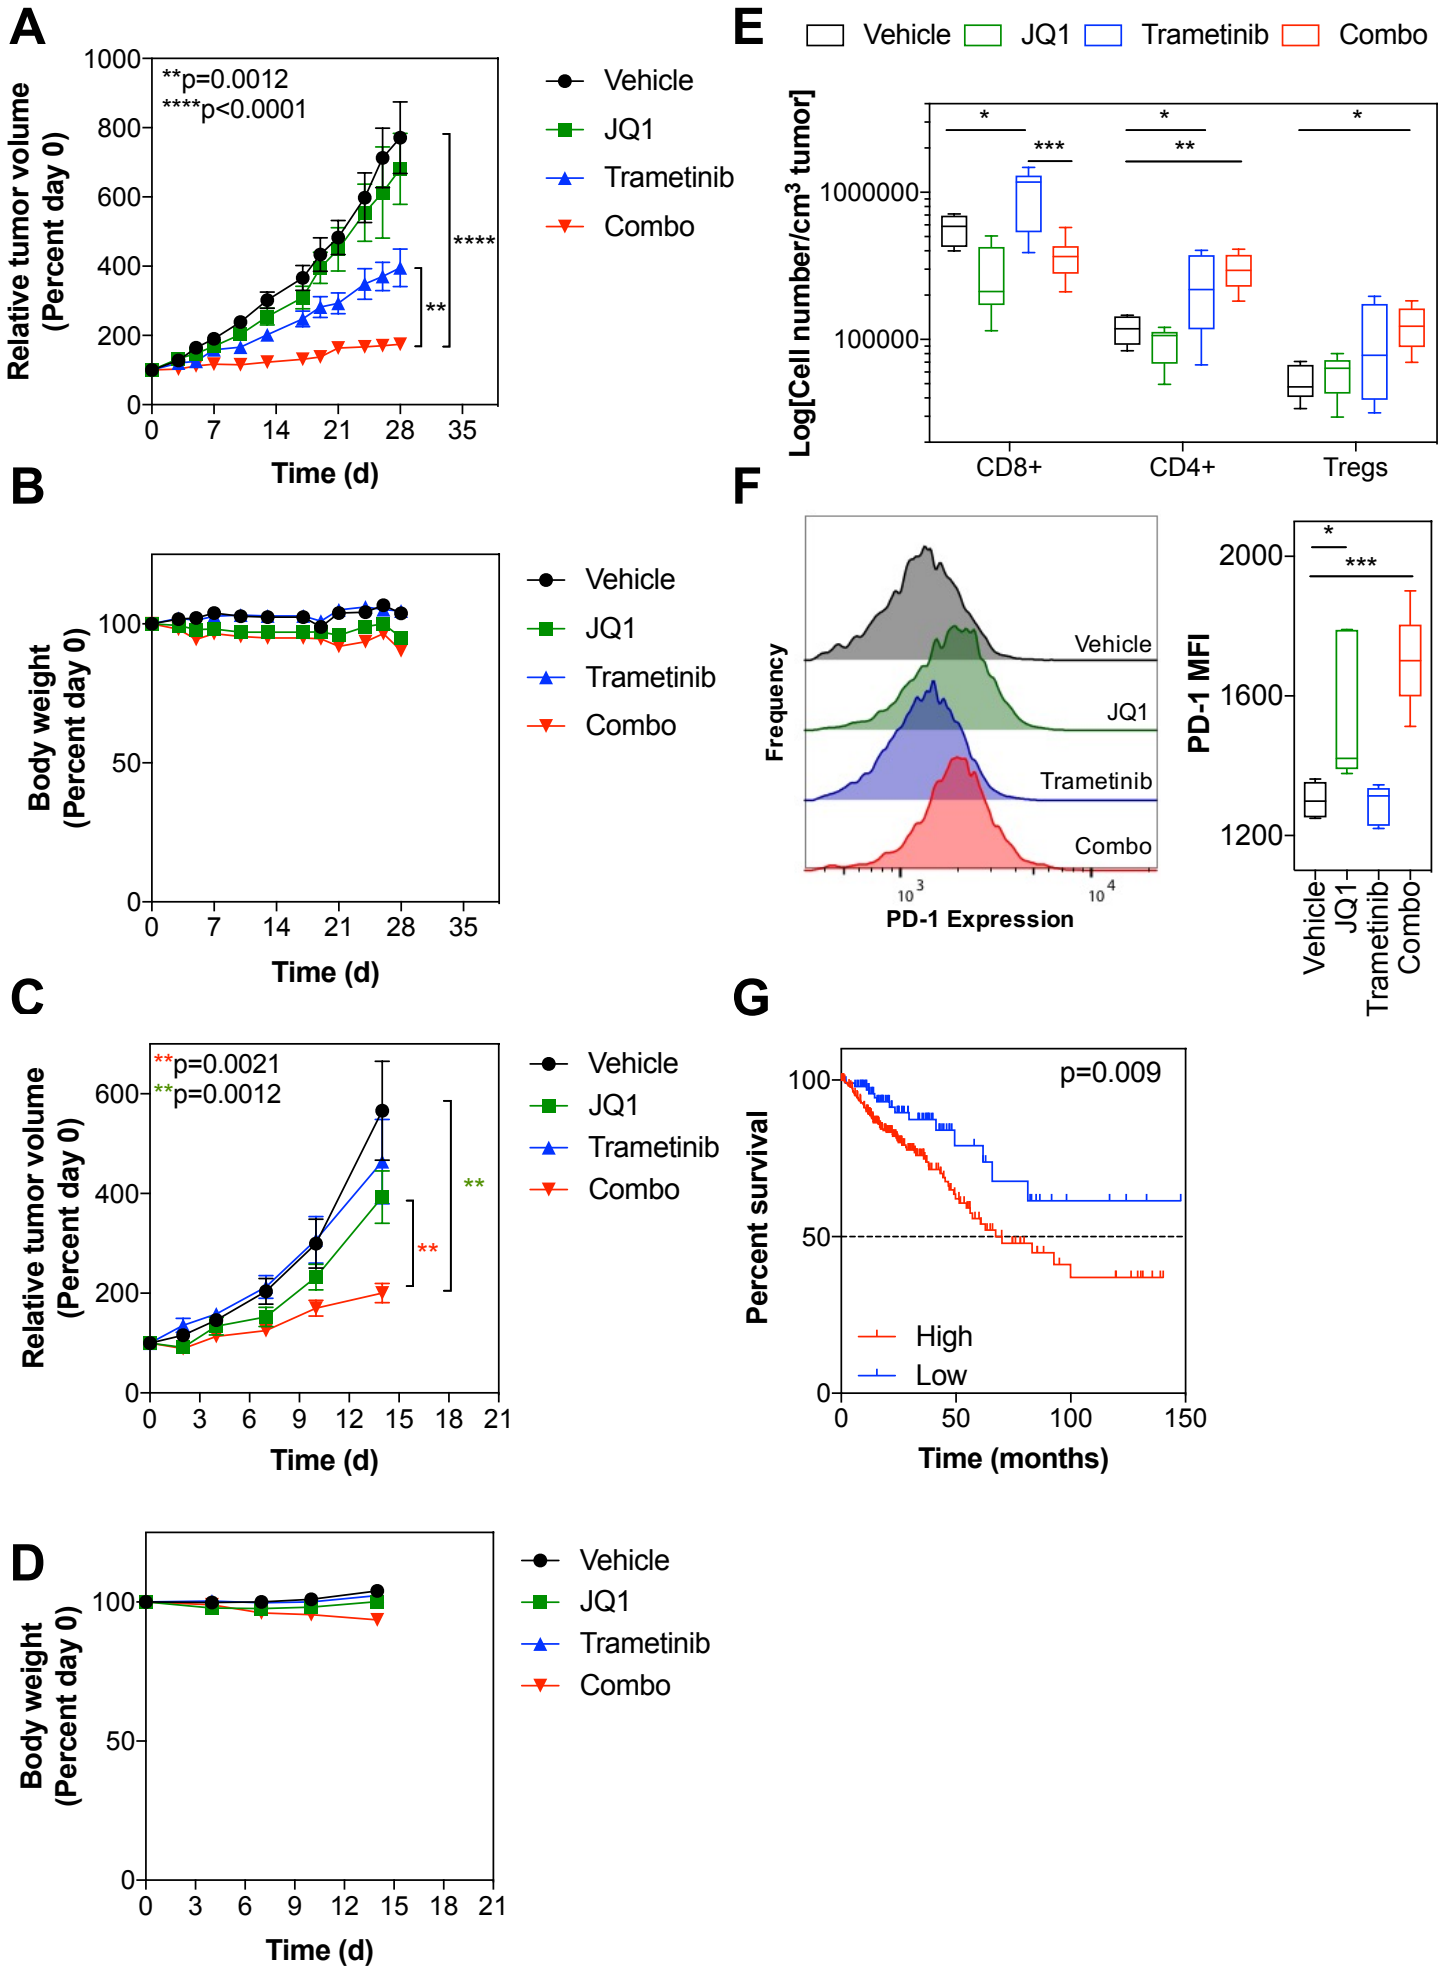 A
Relative tumor volume
(Percent day 0)
1000
800
600
400
200
0
**p=0.0012
****p<0.0001
****
**
0 7 14 21 28 35
Time (d)
Vehicle
JQ1
Trametinib
Combo
B
Body weight
(Percent day 0)
100
50
0
0 7 14 21 28 35
Time (d)
Vehicle
JQ1
Trametinib
Combo
C
Relative tumor volume
(Percent day 0)
600
400
200
0
**p=0.0021
**p=0.0012
**
**
0 3 6 9 12 15 18 21
Time (d)
Vehicle
JQ1
Trametinib
Combo
D
Body weight
(Percent day 0)
100
50
0
0 3 6 9 12 15 18 21
Time (d)
Vehicle
JQ1
Trametinib
Combo
E
Vehicle JQ1 Trametinib Combo
Log[Cell number/cm³ tumor]
1000000
100000
* * *
*** **
CD8+ CD4+ Tregs
F
Frequency
Vehicle
JQ1
Trametinib
Combo
10³ 10⁴
PD-1 Expression
PD-1 MFI
2000
1600
1200
*
***
Vehicle
JQ1
Trametinib
Combo
G
Percent survival
100
50
0
p=0.009
High
Low
0 50 100 150
Time (months)